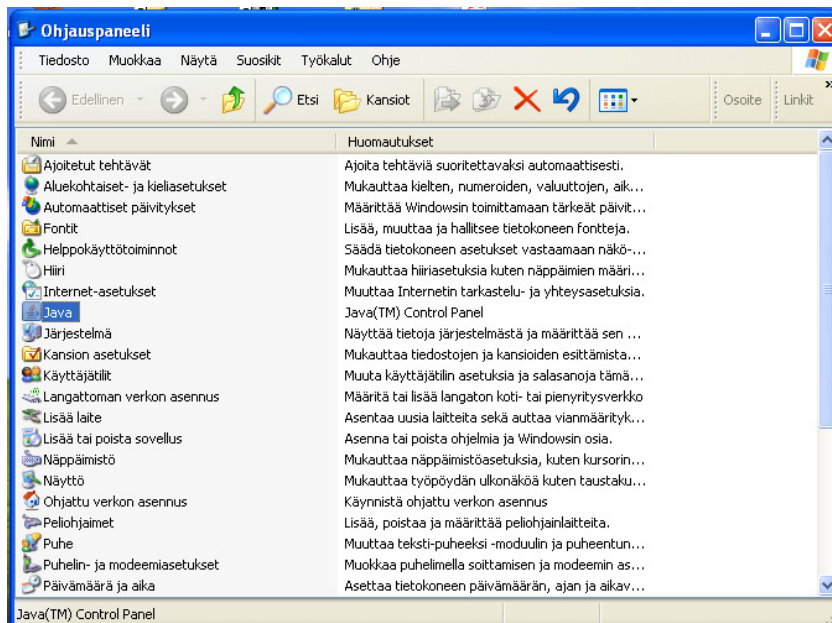 Ohjauspaneeli
Tiedosto Muokkaa Näytä Suosikit Työkalut Ohje
Edellinen Etsi Kansiot Osoite Linkit »
Nimi Huomautukset
Ajoitetut tehtävät Ajoita tehtäviä suoritettavaksi automaattisesti.
Aluekohtaiset- ja kieliasetukset Mukauttaa kielten, numeroiden, valuuttojen, aik...
Automaattiset päivitykset Määrittää Windowsin toimittamaan tärkeät päivit...
Fontit Lisää, muuttaa ja hallitsee tietokoneen fontteja.
Helppokäyttötoiminnot Säädä tietokoneen asetukset vastaamaan näkö-...
Hiiri Mukauttaa hiiriasetuksia kuten näppäimien määri...
Internet-asetukset Muuttaa Internetin tarkastelu- ja yhteysasetuksia.
Java Java(TM) Control Panel
Järjestelmä Näyttää tietoja järjestelmästä ja määrittää sen ...
Kansion asetukset Mukauttaa tiedostojen ja kansioiden esittämista...
Käyttäjätilit Muuta käyttäjätilin asetuksia ja salasanoja tämä...
Langattoman verkon asennus Määritä tai lisää langaton koti- tai pienyritysverkko
Lisää laite Asentaa uusia laitteita sekä auttaa vianmäärityk...
Lisää tai poista sovellus Asenna tai poista ohjelmia ja Windowsin osia.
Näppäimistö Mukauttaa näppäimistöasetuksia, kuten kursorin...
Näyttö Mukauttaa työpöydän ulkonäköä kuten taustaku...
Ohjattu verkon asennus Käynnistä ohjattu verkon asennus
Peliohjaimet Lisää, poistaa ja määrittää peliohjainlaitteita.
Puhe Muuttaa teksti-puheeksi -moduulin ja puheentun...
Puhelin- ja modeemiasetukset Muokkaa puhelimella soittamisen ja modeemin as...
Päivämäärä ja aika Asettaa tietokoneen päivämäärän, ajan ja aikav...
Java(TM) Control Panel